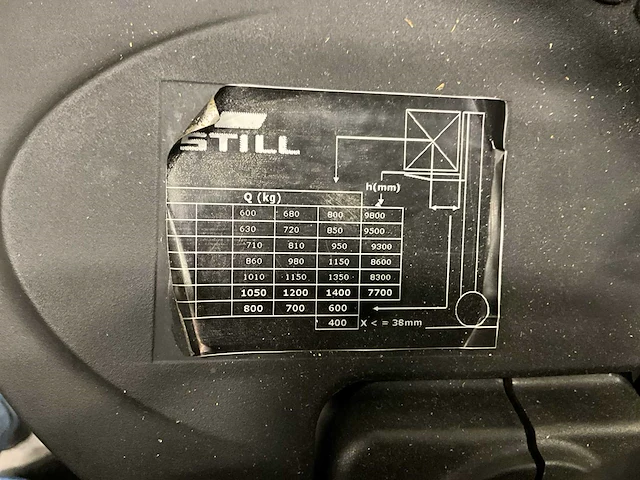 STILL
h(mm)
Q (kg)
600 680 800 9800
630 720 850 9500
710 810 950 9300
860 980 1150 8600
1010 1150 1350 8300
1050 1200 1400 7700
800 700 600
400 X < = 38mm